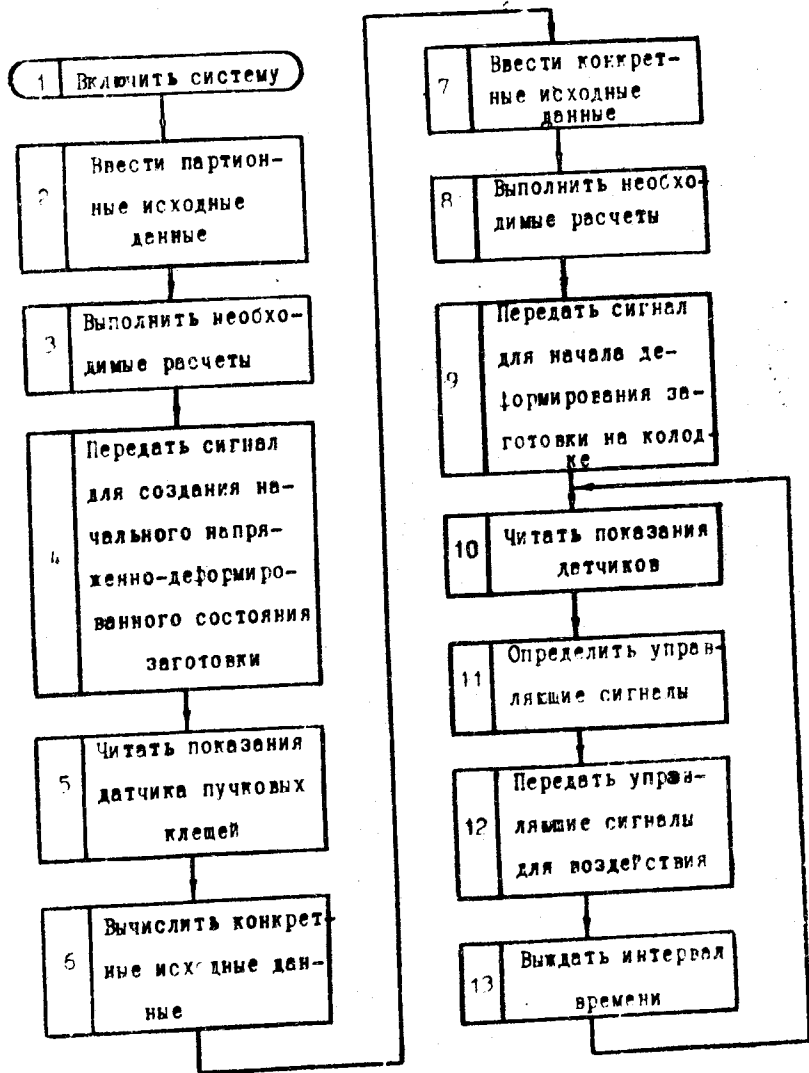 1 Включить систему
2 Ввести партион-
ные исходные
данные
3 Выполнить необхо-
димые расчеты
4 Передать сигнал
для создания на-
чального напря-
женно-деформиро-
ванного состояния
заготовки
5 Читать показания
датчика пучковых
клещей
6 Вычислить конкрет-
ные исходные дан-
ные
7 Ввести конкрет-
ные исходные
данные
8 Выполнить необхо-
димые расчеты
9 Передать сигнал
для начала де-
формирования за-
готовки на колод-
ке
10 Читать показания
датчиков
11 Определить управ-
ляющие сигналы
12 Передать управ-
ляющие сигналы
для воздействия
13 Выждать интервал
времени